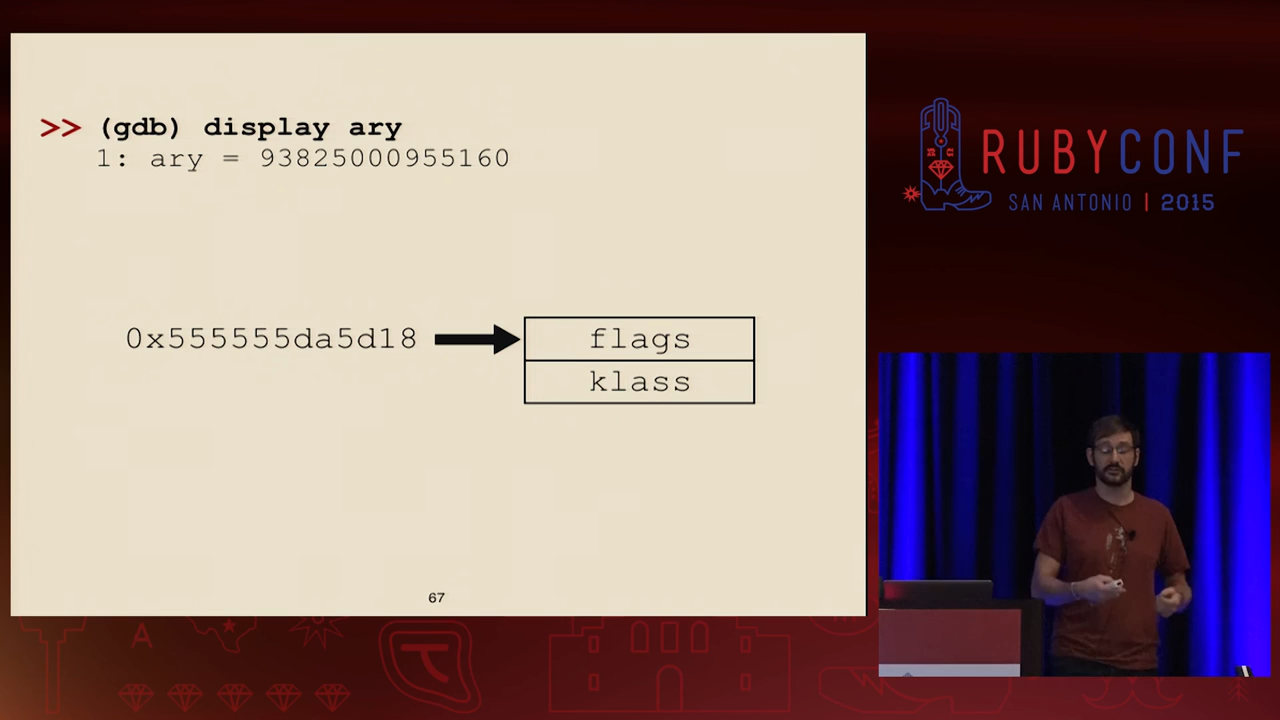 >> (gdb) display ary
1: ary = 93825000955160
0x555555da5d18
flags
klass
67
RUBYCONF
SAN ANTONIO | 2015